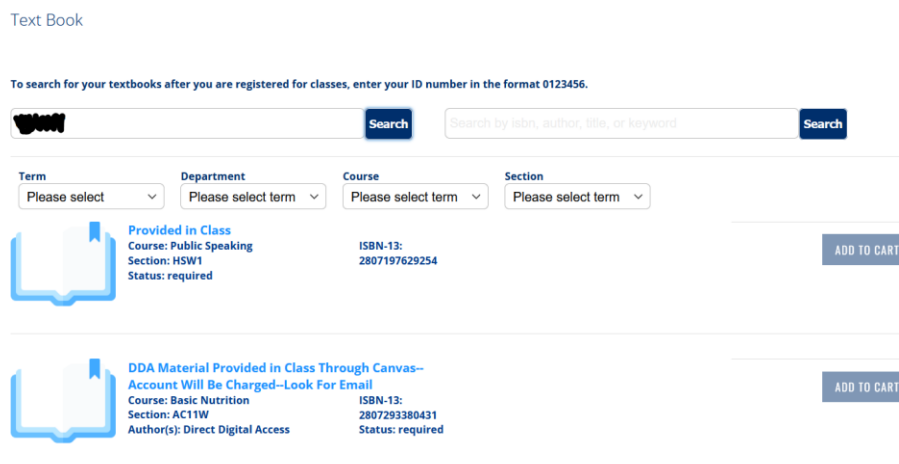 Text Book
To search for your textbooks after you are registered for classes, enter your ID number in the format 0123456.
Search
Search by isbn, author, title, or keyword
Search
Term
Department
Course
Section
Please select
Please select term
Please select term
Please select term
Provided in Class
Course: Public Speaking
ISBN-13:
Section: HSW1
2807197629254
Status: required
ADD TO CART
DDA Material Provided in Class Through Canvas--
Account Will Be Charged--Look For Email
Course: Basic Nutrition
ISBN-13:
Section: AC11W
2807293380431
Author(s): Direct Digital Access
Status: required
ADD TO CART